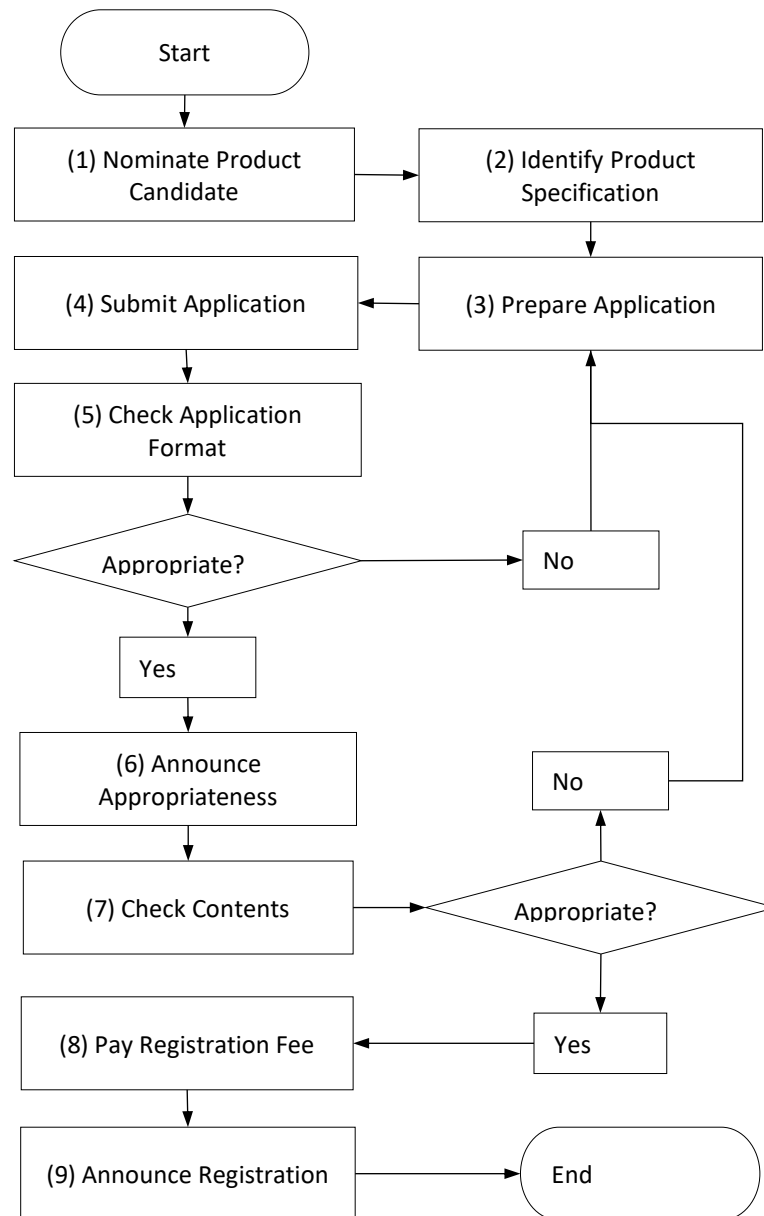 Start
(1) Nominate Product
Candidate
(2) Identify Product
Specification
(4) Submit Application
(3) Prepare Application
(5) Check Application
Format
Appropriate?
No
Yes
(6) Announce
Appropriateness
No
(7) Check Contents
Appropriate?
(8) Pay Registration Fee
Yes
(9) Announce Registration
End